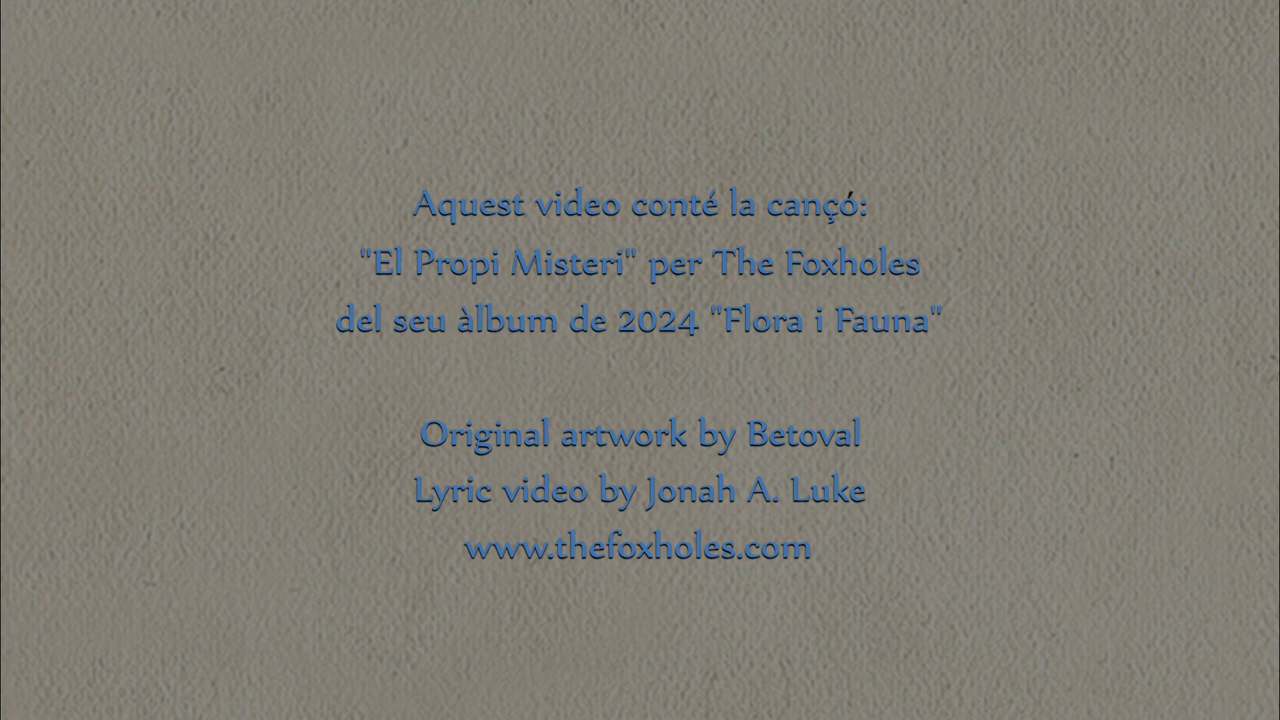 Aquest video conté la cançó:
"El Propi Misteri" per The Foxholes
del seu àlbum de 2024 "Flora i Fauna"
Original artwork by Betoval
Lyric video by Jonah A. Luke
www.thefoxholes.com